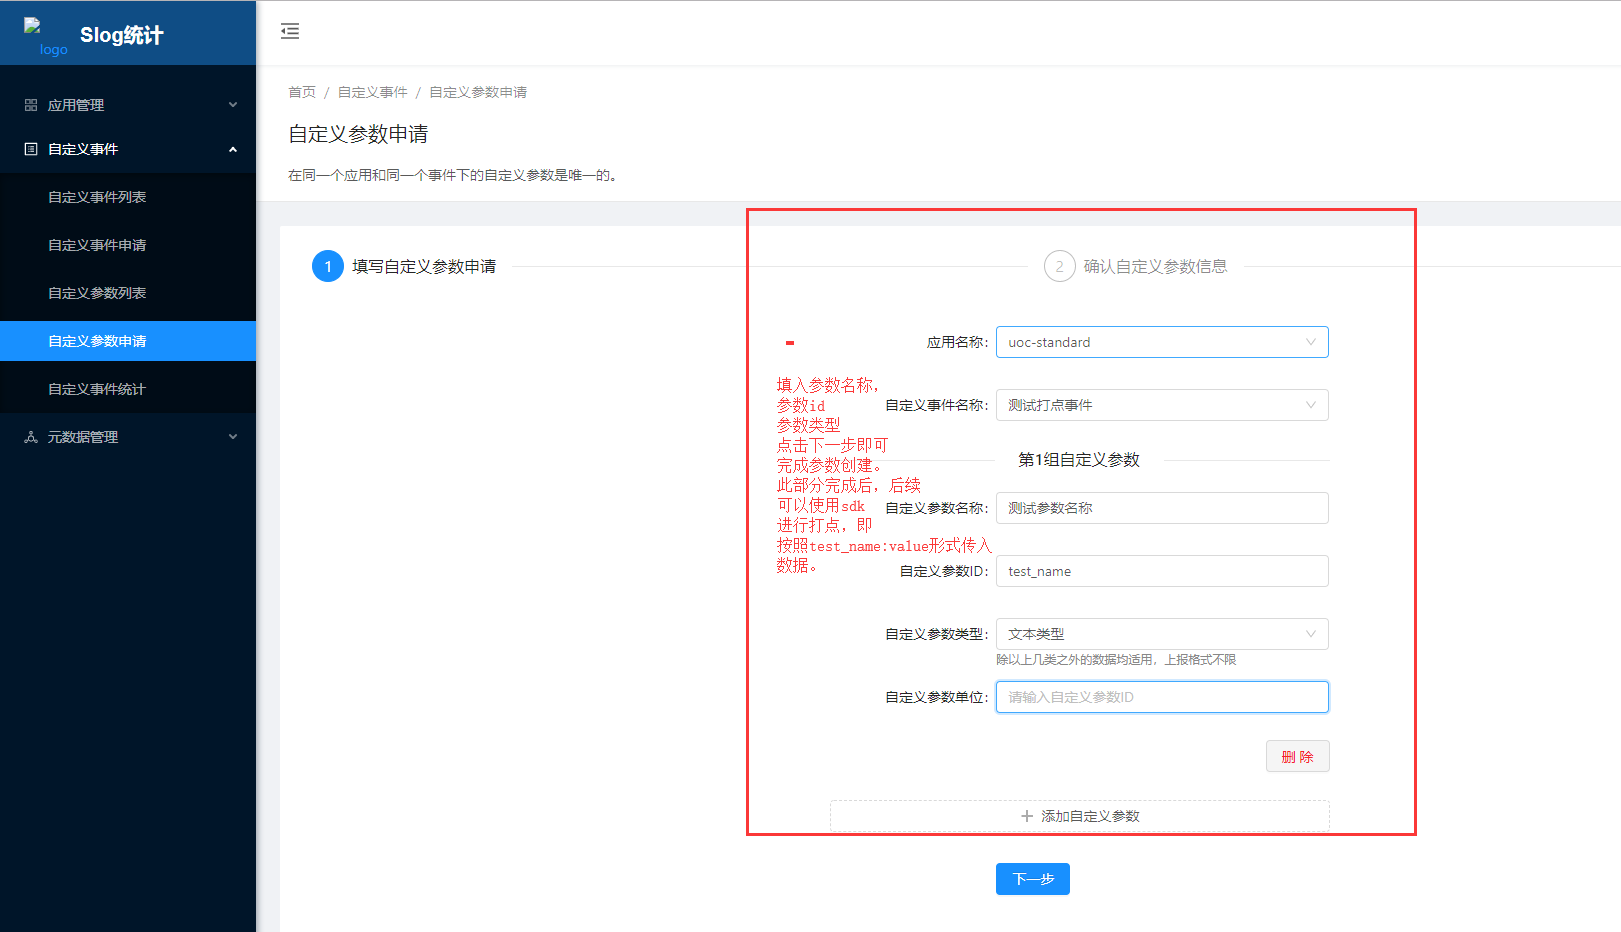 logo
Slog统计
应用管理
自定义事件
自定义事件列表
自定义事件申请
自定义参数列表
自定义参数申请
自定义事件统计
元数据管理
首页 / 自定义事件 / 自定义参数申请
自定义参数申请
在同一个应用和同一个事件下的自定义参数是唯一的。
1 填写自定义参数申请
2 确认自定义参数信息
应用名称: uoc-standard
填入参数名称，
参数id
参数类型
点击下一步即可
完成参数创建。
此部分完成后，后续
可以使用sdk
进行打点，即
按照test_name:value形式传入
数据。
自定义事件名称: 测试打点事件
第1组自定义参数
自定义参数名称: 测试参数名称
自定义参数ID: test_name
自定义参数类型: 文本类型
除以上几类之外的数据均适用，上报格式不限
自定义参数单位: 请输入自定义参数ID
删 除
+ 添加自定义参数
下一步